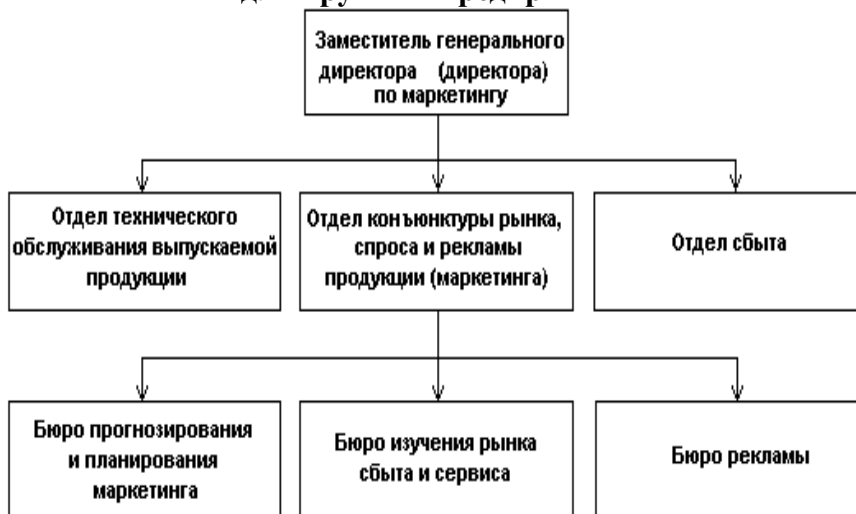 Заместитель генерального
директора (директора)
по маркетингу
Отдел технического
обслуживания выпускаемой
продукции
Отдел конъюнктуры рынка,
спроса и рекламы
продукции (маркетинга)
Отдел сбыта
Бюро прогнозирования
и планирования
маркетинга
Бюро изучения рынка
сбыта и сервиса
Бюро рекламы